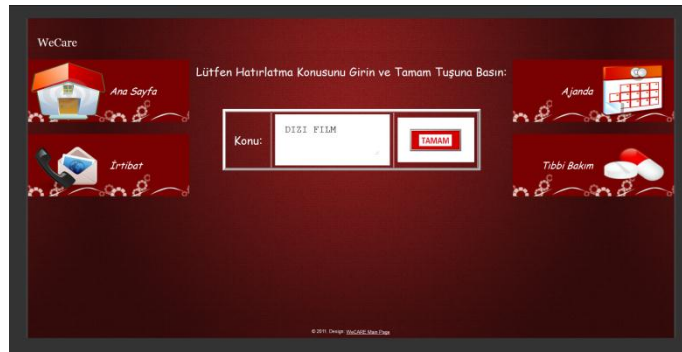 WeCare
Ana Sayfa
Lütfen Hatırlatma Konusunu Girin ve Tamam Tuşuna Basın:
Ajanda
Konu:
DIZI FILM
TAMAM
İrtibat
Tıbbi Bakım
© 2011. Design: WeCARE Main Page